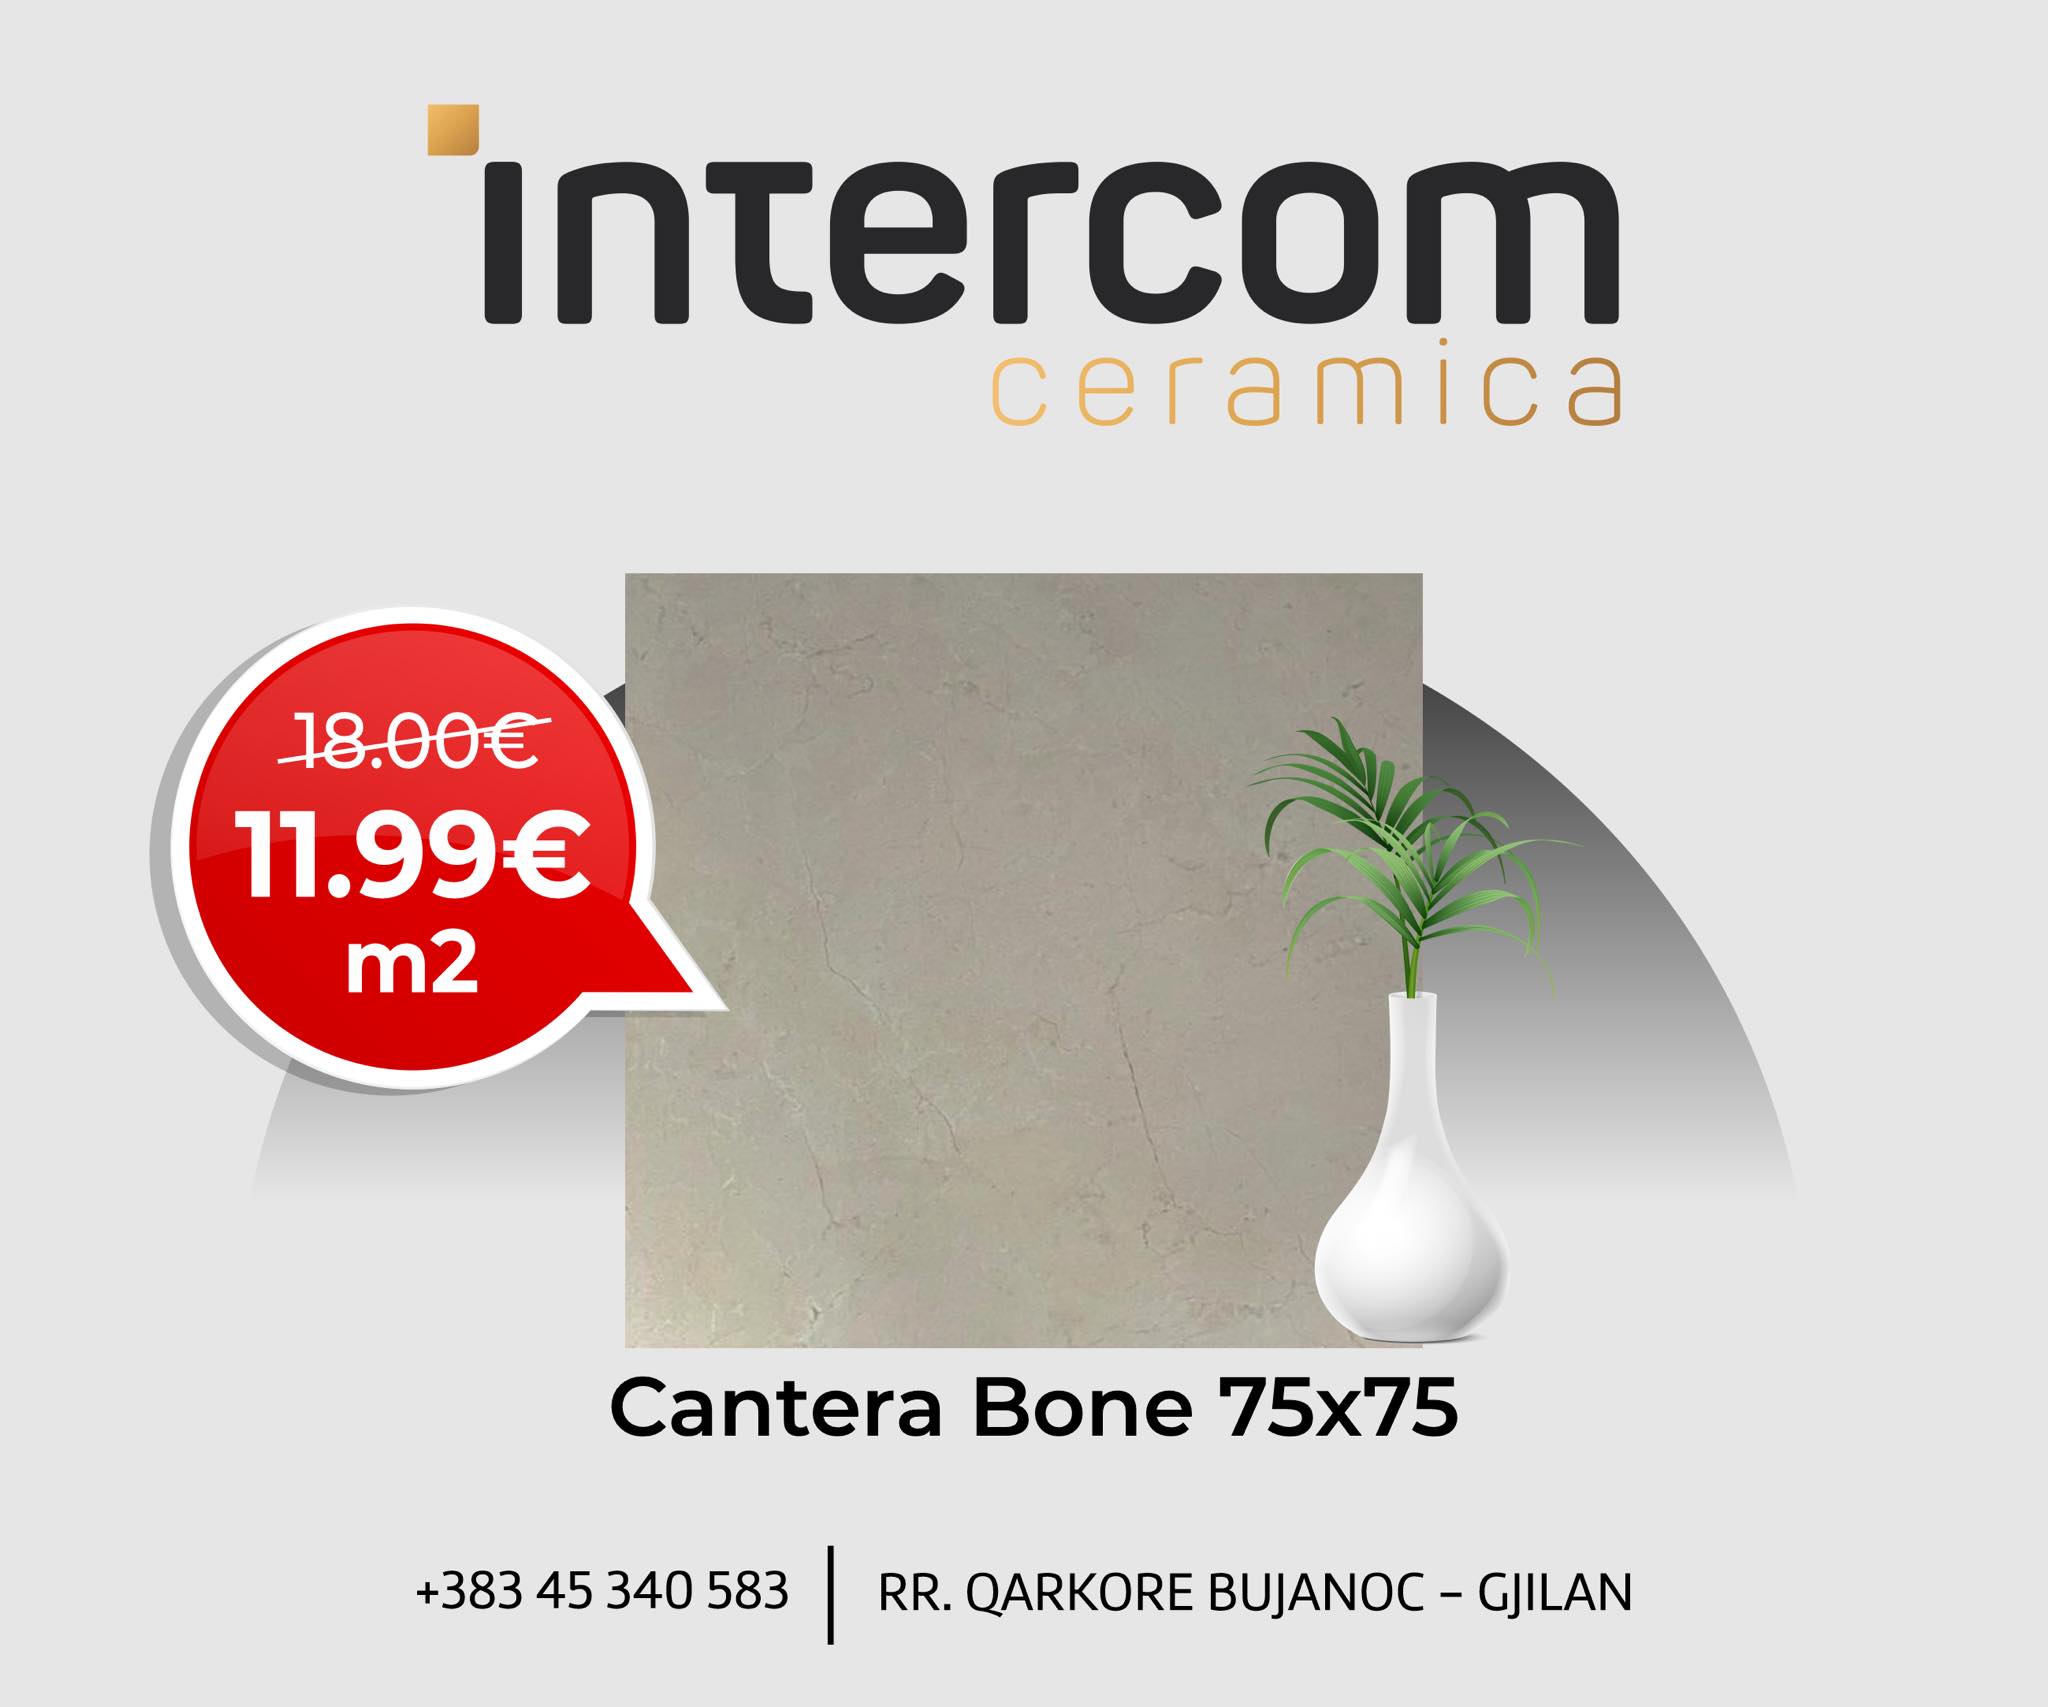 intercom
ceramica
18.00€
11.99€
m2
Cantera Bone 75x75
+383 45 340 583 | RR. QARKORE BUJANOC – GJILAN